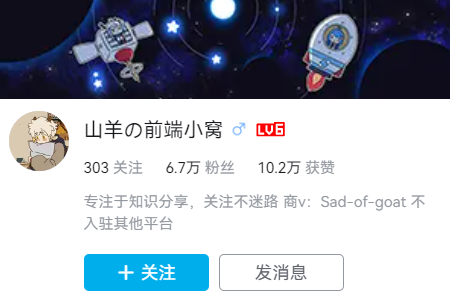 山羊の前端小窝 LV6
303 关注 6.7万 粉丝 10.2万 获赞
专注于知识分享，关注不迷路 商v：Sad-of-goat 不
入驻其他平台
+ 关注 发消息